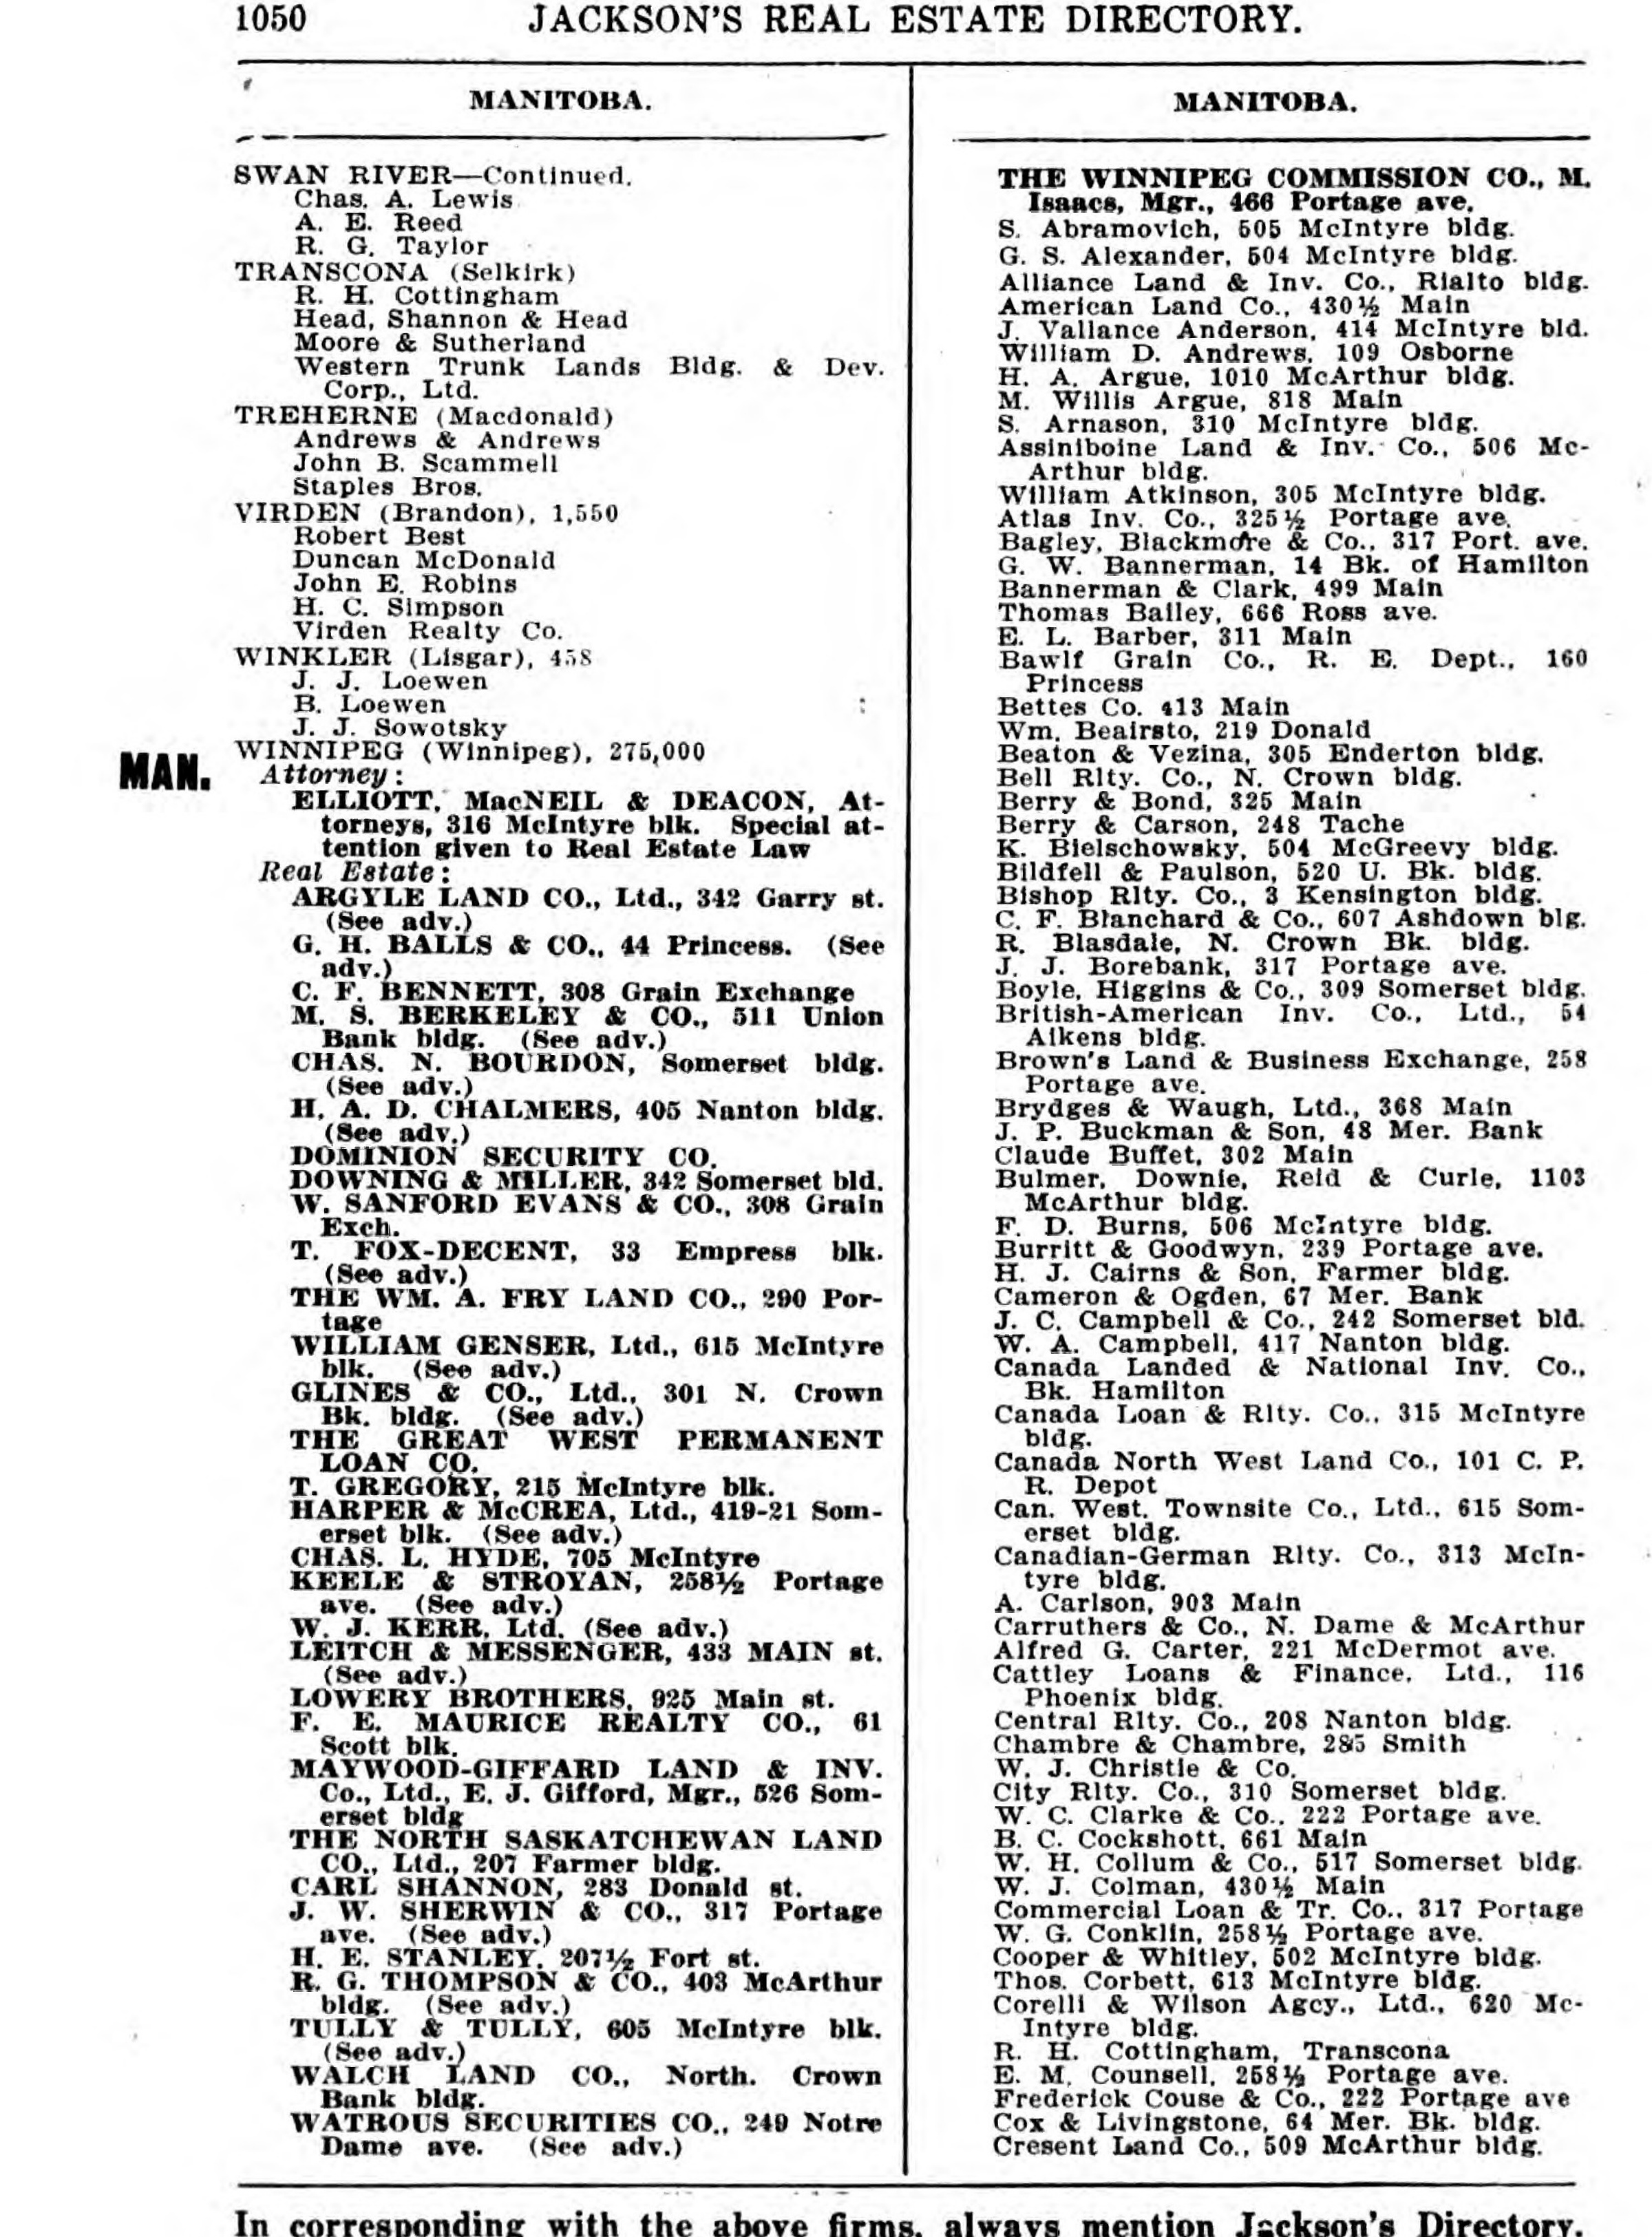 1050 JACKSON'S REAL ESTATE DIRECTORY.
MANITOBA.
SWAN RIVER—Continued.
Chas. A. Lewis
A. E. Reed
R. G. Taylor
TRANSCONA (Selkirk)
R. H. Cottingham
Head, Shannon & Head
Moore & Sutherland
Western Trunk Lands Bldg. & Dev.
Corp., Ltd.
TREHERNE (Macdonald)
Andrews & Andrews
John B. Scammell
Staples Bros.
VIRDEN (Brandon), 1,550
Robert Best
Duncan McDonald
John E. Robins
H. C. Simpson
Virden Realty Co.
WINKLER (Lisgar), 458
J. J. Loewen
B. Loewen
J. J. Sowotsky
MAN.
WINNIPEG (Winnipeg), 275,000
Attorney:
ELLIOTT, MacNEIL & DEACON, At-
torneys, 316 McIntyre blk. Special at-
tention given to Real Estate Law
Real Estate:
ARGYLE LAND CO., Ltd., 342 Garry st.
(See adv.)
G. H. BALLS & CO., 44 Princess. (See
adv.)
C. F. BENNETT, 308 Grain Exchange
M. S. BERKELEY & CO., 511 Union
Bank bldg. (See adv.)
CHAS. N. BOURDON, Somerset bldg.
(See adv.)
H. A. D. CHALMERS, 405 Nanton bldg.
(See adv.)
DOMINION SECURITY CO.
DOWNING & MILLER, 342 Somerset bld.
W. SANFORD EVANS & CO., 308 Grain
Exch.
T. FOX-DECENT, 33 Empress blk.
(See adv.)
THE WM. A. FRY LAND CO., 290 Por-
tage
WILLIAM GENSER, Ltd., 615 McIntyre
blk. (See adv.)
GLINES & CO., Ltd., 301 N. Crown
Bk. bldg. (See adv.)
THE GREAT WEST PERMANENT
LOAN CO.
T. GREGORY, 215 McIntyre blk.
HARPER & McCREA, Ltd., 419-21 Som-
erset blk. (See adv.)
CHAS. L. HYDE, 705 McIntyre
KEELE & STROYAN, 258½ Portage
ave. (See adv.)
W. J. KERR, Ltd. (See adv.)
LEITCH & MESSENGER, 433 MAIN st.
(See adv.)
LOWERY BROTHERS, 925 Main st.
F. E. MAURICE REALTY CO., 61
Scott blk.
MAYWOOD-GIFFARD LAND & INV.
Co., Ltd., E. J. Gifford, Mgr., 526 Som-
erset bldg
THE NORTH SASKATCHEWAN LAND
CO., Ltd., 207 Farmer bldg.
CARL SHANNON, 283 Donald st.
J. W. SHERWIN & CO., 317 Portage
ave. (See adv.)
H. E. STANLEY, 207½ Fort st.
R. G. THOMPSON & CO., 403 McArthur
bldg. (See adv.)
TULLY & TULLY, 605 McIntyre blk.
(See adv.)
WALCH LAND CO., North. Crown
Bank bldg.
WATROUS SECURITIES CO., 249 Notre
Dame ave. (See adv.)
MANITOBA.
THE WINNIPEG COMMISSION CO., M.
Isaacs, Mgr., 466 Portage ave.
S. Abramovich, 505 McIntyre bldg.
G. S. Alexander, 504 McIntyre bldg.
Alliance Land & Inv. Co., Rialto bldg.
American Land Co., 430½ Main
J. Vallance Anderson, 414 McIntyre bld.
William D. Andrews, 109 Osborne
H. A. Argue, 1010 McArthur bldg.
M. Willis Argue, 818 Main
S. Arnason, 310 McIntyre bldg.
Assiniboine Land & Inv. Co., 506 Mc-
Arthur bldg.
William Atkinson, 305 McIntyre bldg.
Atlas Inv. Co., 325½ Portage ave.
Bagley, Blackmore & Co., 317 Port. ave.
G. W. Bannerman, 14 Bk. of Hamilton
Bannerman & Clark, 499 Main
Thomas Bailey, 666 Ross ave.
E. L. Barber, 311 Main
Bawlf Grain Co., R. E. Dept., 160
Princess
Bettes Co. 413 Main
Wm. Beairsto, 219 Donald
Beaton & Vezina, 305 Enderton bldg.
Bell Rlty. Co., N. Crown bldg.
Berry & Bond, 325 Main
Berry & Carson, 248 Tache
K. Bielschowsky, 504 McGreevy bldg.
Bildfell & Paulson, 520 U. Bk. bldg.
Bishop Rlty. Co., 3 Kensington bldg.
C. F. Blanchard & Co., 607 Ashdown blg.
R. Blasdale, N. Crown Bk. bldg.
J. J. Borebank, 317 Portage ave.
Boyle, Higgins & Co., 309 Somerset bldg.
British-American Inv. Co., Ltd., 54
Aikens bldg.
Brown's Land & Business Exchange, 258
Portage ave.
Brydges & Waugh, Ltd., 368 Main
J. P. Buckman & Son, 48 Mer. Bank
Claude Buffet, 302 Main
Bulmer, Downie, Reid & Curle, 1103
McArthur bldg.
F. D. Burns, 506 McIntyre bldg.
Burritt & Goodwyn, 239 Portage ave.
H. J. Cairns & Son, Farmer bldg.
Cameron & Ogden, 67 Mer. Bank
J. C. Campbell & Co., 242 Somerset bld.
W. A. Campbell, 417 Nanton bldg.
Canada Landed & National Inv. Co.,
Bk. Hamilton
Canada Loan & Rlty. Co., 315 McIntyre
bldg.
Canada North West Land Co., 101 C. P.
R. Depot
Can. West. Townsite Co., Ltd., 615 Som-
erset bldg.
Canadian-German Rlty. Co., 313 McIn-
tyre bldg.
A. Carlson, 903 Main
Carruthers & Co., N. Dame & McArthur
Alfred G. Carter, 221 McDermot ave.
Cattley Loans & Finance, Ltd., 116
Phoenix bldg.
Central Rlty. Co., 208 Nanton bldg.
Chambre & Chambre, 285 Smith
W. J. Christie & Co.
City Rlty. Co., 310 Somerset bldg.
W. C. Clarke & Co., 222 Portage ave.
B. C. Cockshott, 661 Main
W. H. Collum & Co., 517 Somerset bldg.
W. J. Colman, 430½ Main
Commercial Loan & Tr. Co., 317 Portage
W. G. Conklin, 258½ Portage ave.
Cooper & Whitley, 502 McIntyre bldg.
Thos. Corbett, 613 McIntyre bldg.
Corelli & Wilson Agcy., Ltd., 620 Mc-
Intyre bldg.
R. H. Cottingham, Transcona
E. M. Counsell, 258½ Portage ave.
Frederick Couse & Co., 222 Portage ave
Cox & Livingstone, 64 Mer. Bk. bldg.
Cresent Land Co., 509 McArthur bldg.
In corresponding with the above firms, always mention Jackson's Directory.